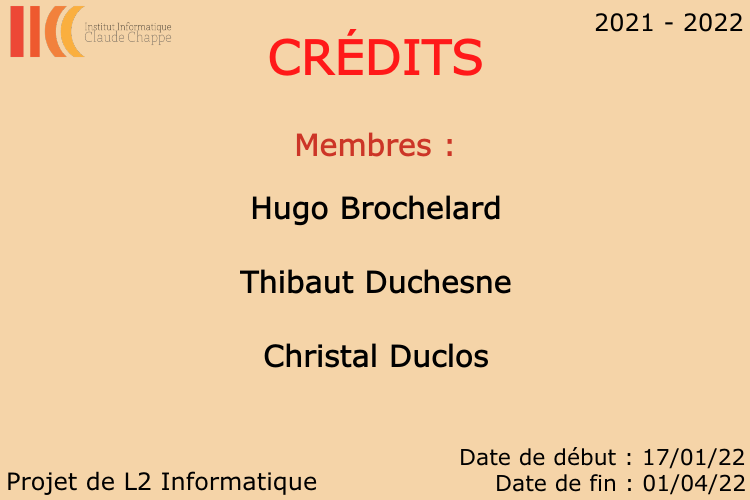 Institut Informatique
Claude Chappe
2021 - 2022
CRÉDITS
Membres :
Hugo Brochelard
Thibaut Duchesne
Christal Duclos
Projet de L2 Informatique
Date de début : 17/01/22
Date de fin : 01/04/22